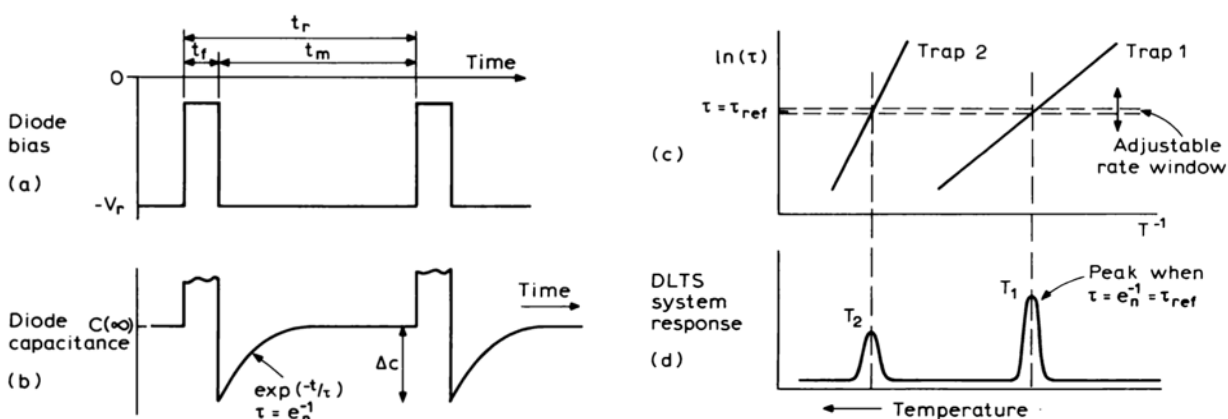 t_r
t_f
t_m
Time
O
Diode
bias
(a)
-V_r
Time
Diode
capacitance
C(∞)
(b)
exp(-t/τ)
τ = e_n^-1
Δc
ln(τ)
Trap 2
Trap 1
τ = τ_ref
Adjustable
rate window
(c)
T^-1
DLTS
system
response
T_1
Peak when
τ = e_n^-1 = τ_ref
T_2
(d)
Temperature